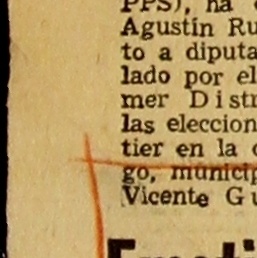 PPS), ha
Agustín Ru
to a diputa
lado por el
mer Distr
las eleccion
tier en la
go, municip
Vicente Gu